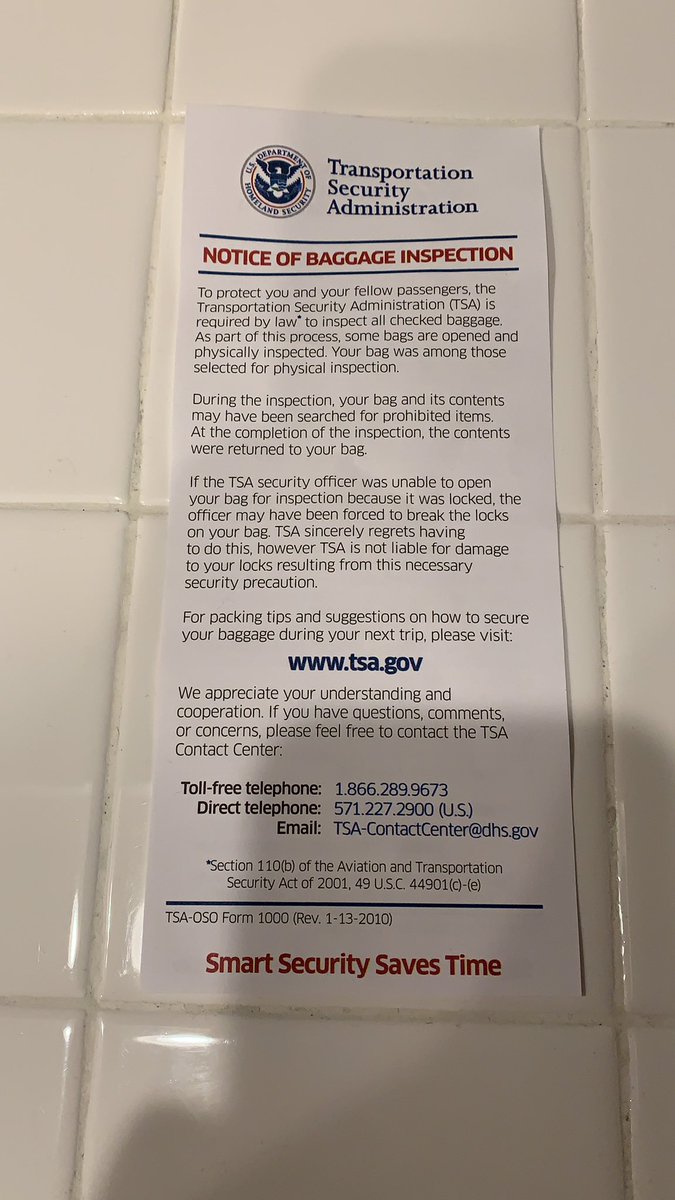 U.S. DEPARTMENT OF HOMELAND SECURITY
Transportation
Security
Administration
NOTICE OF BAGGAGE INSPECTION
To protect you and your fellow passengers, the
Transportation Security Administration (TSA) is
required by law* to inspect all checked baggage.
As part of this process, some bags are opened and
physically inspected. Your bag was among those
selected for physical inspection.
During the inspection, your bag and its contents
may have been searched for prohibited items.
At the completion of the inspection, the contents
were returned to your bag.
If the TSA security officer was unable to open
your bag for inspection because it was locked, the
officer may have been forced to break the locks
on your bag. TSA sincerely regrets having
to do this, however TSA is not liable for damage
to your locks resulting from this necessary
security precaution.
For packing tips and suggestions on how to secure
your baggage during your next trip, please visit:
www.tsa.gov
We appreciate your understanding and
cooperation. If you have questions, comments,
or concerns, please feel free to contact the TSA
Contact Center:
Toll-free telephone: 1.866.289.9673
Direct telephone: 571.227.2900 (U.S.)
Email: TSA-ContactCenter@dhs.gov
*Section 110(b) of the Aviation and Transportation
Security Act of 2001, 49 U.S.C. 44901(c)-(e)
TSA-OSO Form 1000 (Rev. 1-13-2010)
Smart Security Saves Time